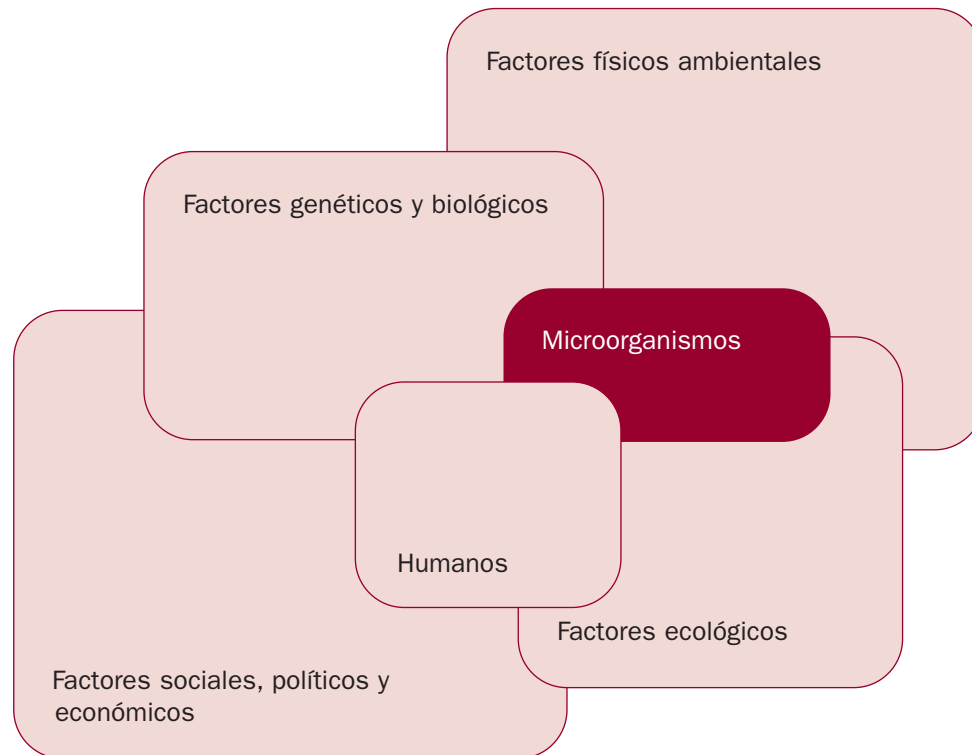 Factores físicos ambientales
Factores genéticos y biológicos
Microorganismos
Humanos
Factores ecológicos
Factores sociales, políticos y
económicos